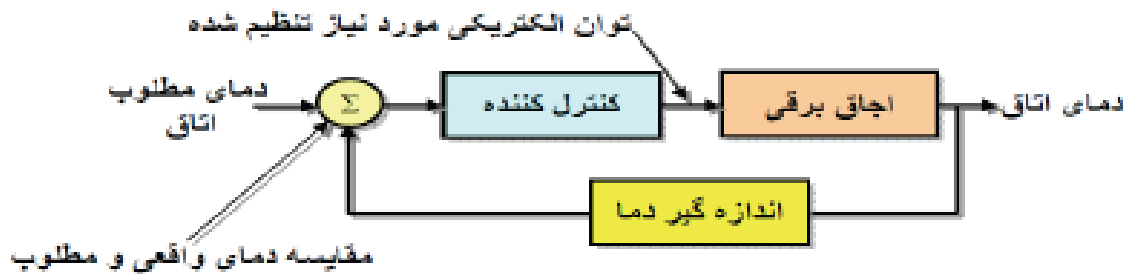 توان الکتریکی مورد نیاز تنظیم شده
دمای مطلوب
اتاق
Σ
کنترل کننده
اجاق برقی
دمای اتاق
اندازه گیر دما
مقایسه دمای واقعی و مطلوب